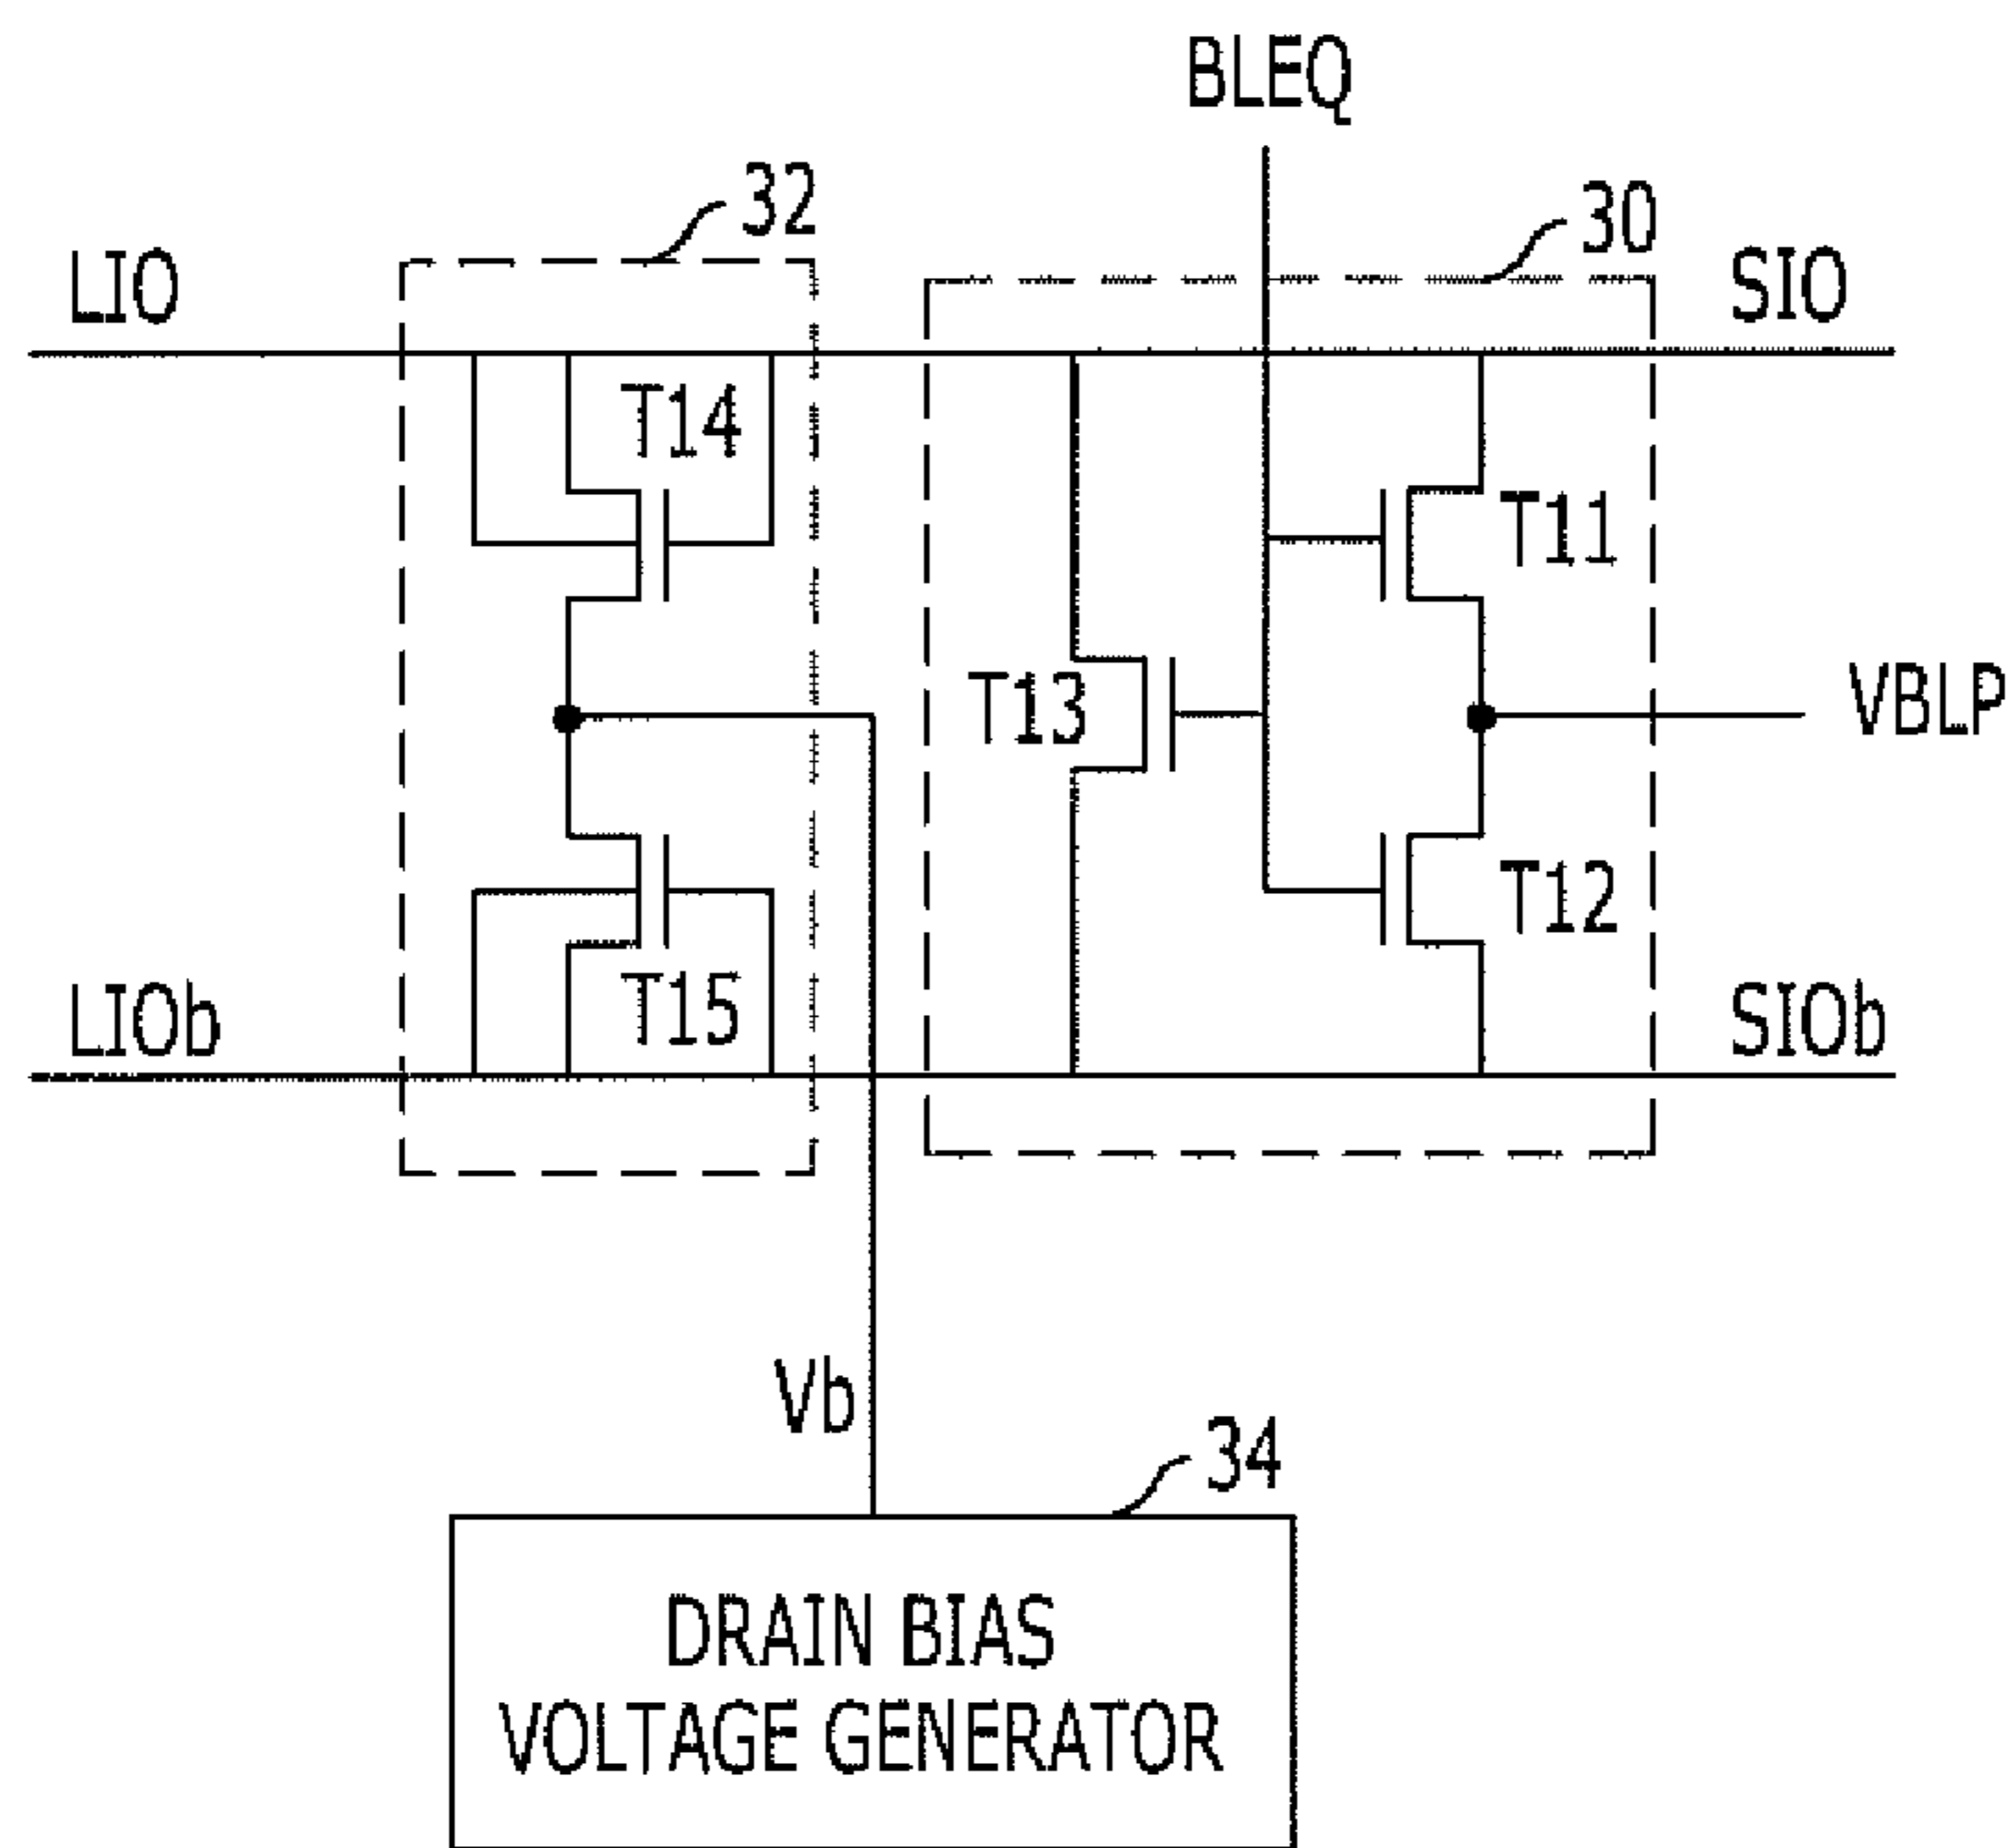 BLEQ
32
30
LIO
SIO
T14
T11
T13
VBLP
T12
T15
LIOb
SIOb
Vb
34
DRAIN BIAS
VOLTAGE GENERATOR